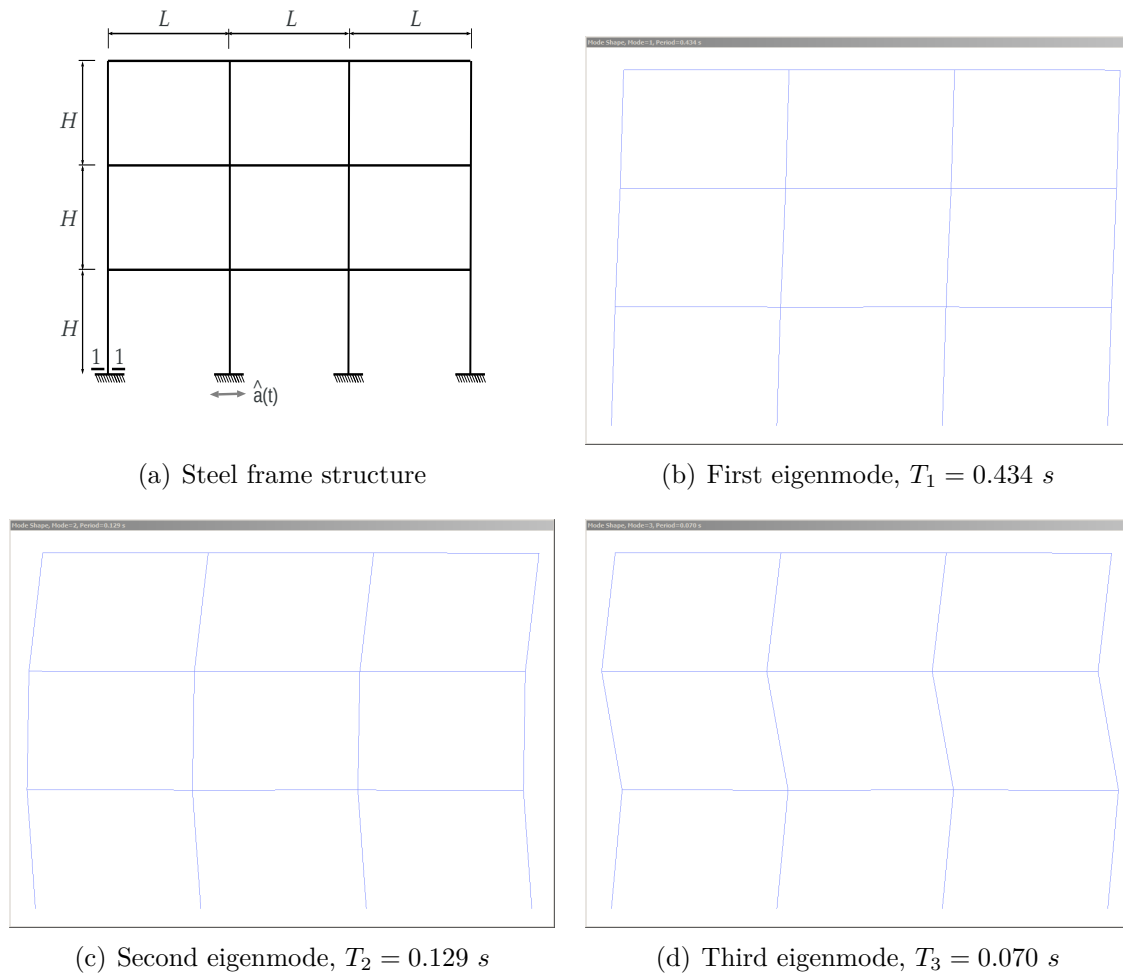 L L L
H
H
H
1 1
â(t)
(a) Steel frame structure
Mode Shape, Mode=1, Period=0.434 s
(b) First eigenmode, T₁ = 0.434 s
Mode Shape, Mode=2, Period=0.129 s
(c) Second eigenmode, T₂ = 0.129 s
Mode Shape, Mode=3, Period=0.070 s
(d) Third eigenmode, T₃ = 0.070 s